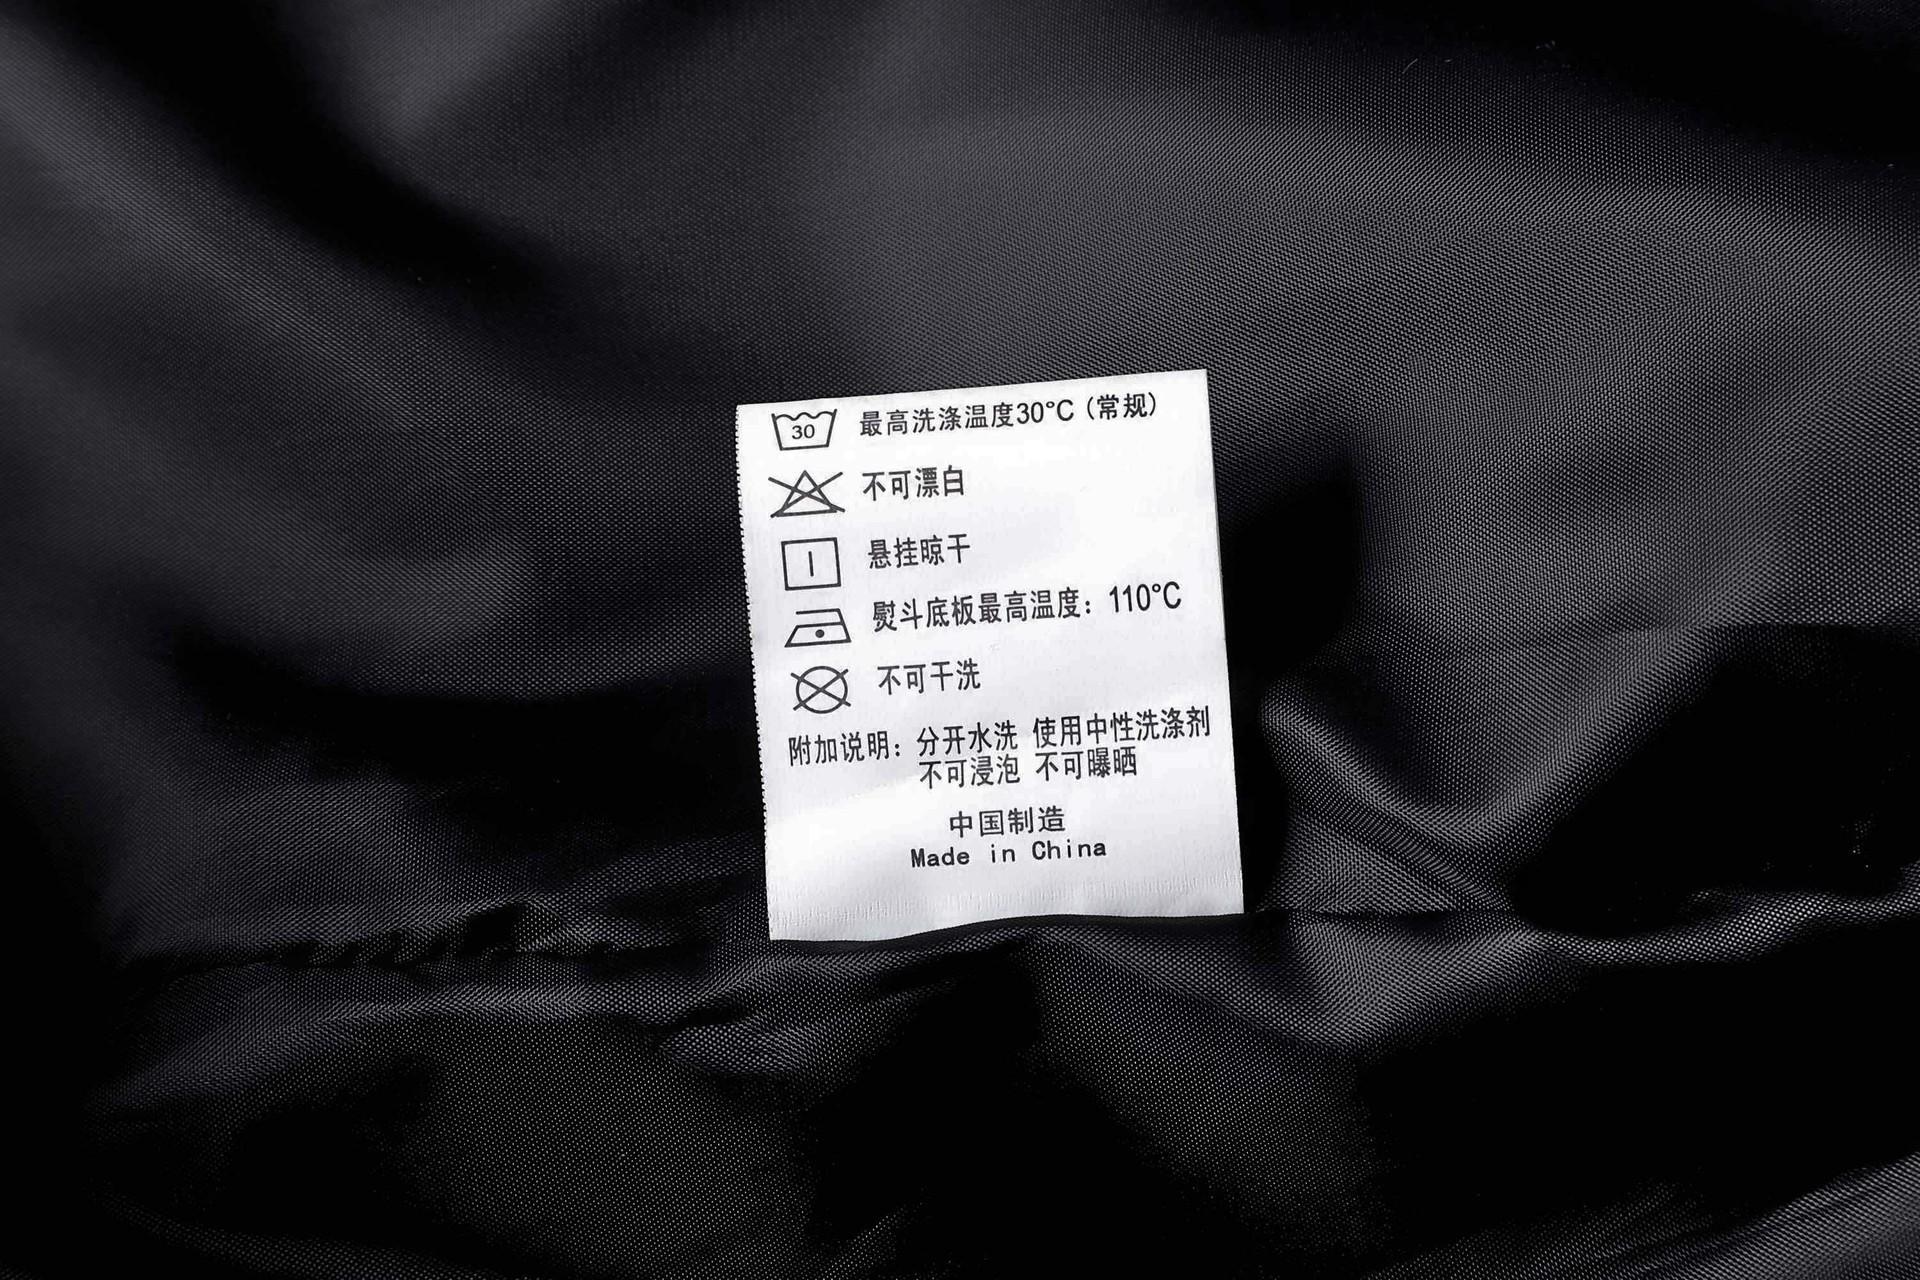 30 最高洗涤温度30℃（常规）
不可漂白
悬挂晾干
熨斗底板最高温度：110℃
不可干洗
附加说明：分开水洗 使用中性洗涤剂
不可浸泡 不可曝晒
中国制造
Made in China